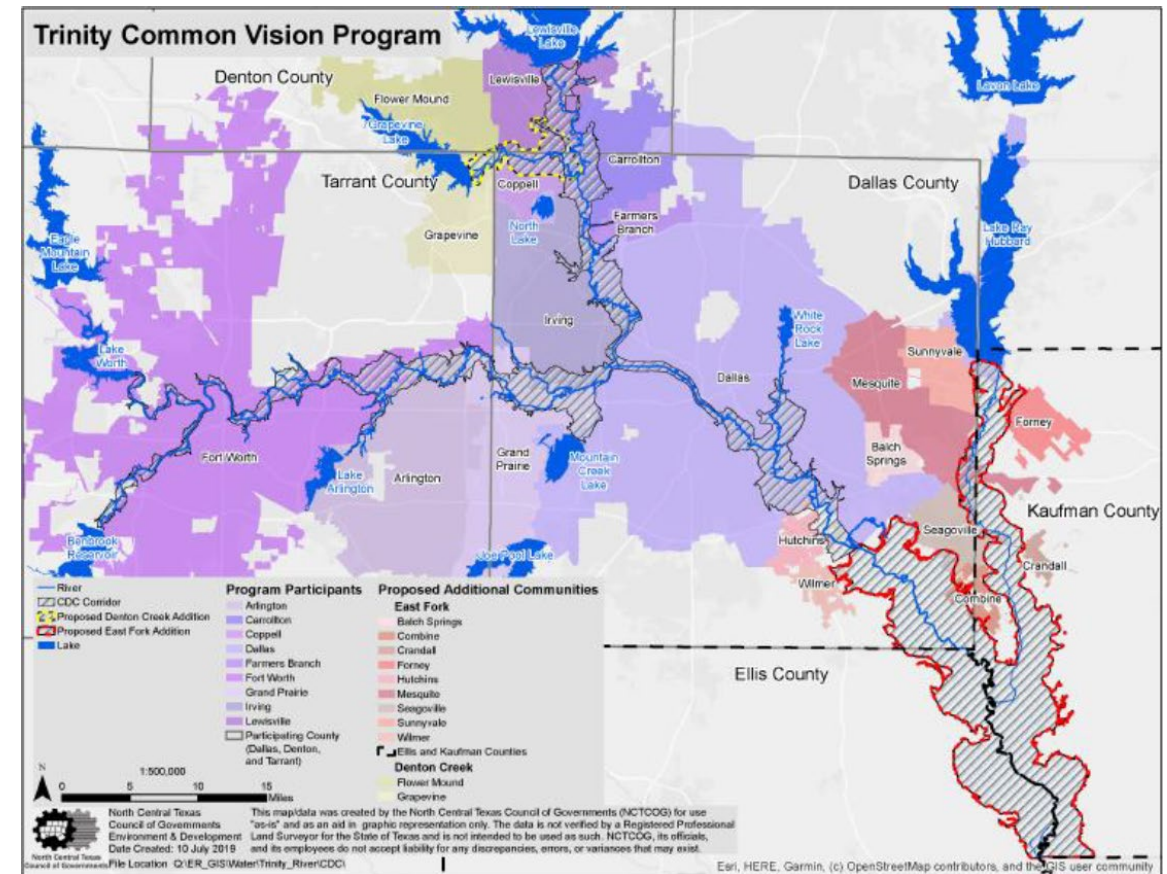 Trinity Common Vision Program
Lewisville
Lake
Denton County
Lewisville
Flower Mound
Lavon Lake
Grapevine
Lake
Carrollton
Tarrant County
Coppell
Dallas County
North
Lake
Farmers
Branch
Grapevine
Lake Ray
Hubbard
Eagle
Mountain
Lake
Irving
White
Rock
Lake
Lake
Worth
Sunnyvale
Dallas
Mesquite
Forney
Fort Worth
Grand
Prairie
Balch
Springs
Lake
Arlington
Arlington
Mountain
Creek
Lake
Kaufman County
Seagoville
Benbrook
Reservoir
Joe Pool Lake
Hutchins
Crandall
Wilmer
Combine
Ellis County
River
CDC Corridor
Proposed Denton Creek Addition
Proposed East Fork Addition
Lake
Program Participants
Arlington
Carrollton
Coppell
Dallas
Farmers Branch
Fort Worth
Grand Prairie
Irving
Lewisville
Participating County
(Dallas, Denton,
and Tarrant)
Proposed Additional Communities
East Fork
Balch Springs
Combine
Crandall
Forney
Hutchins
Mesquite
Seagoville
Sunnyvale
Wilmer
Ellis and Kaufman Counties
Denton Creek
Flower Mound
Grapevine
N
1:500,000
0 5 10 15
Miles
North Central Texas
Council of Governments
North Central Texas
Council of Governments
Environment & Development
Date Created: 10 July 2019
File Location Q:\ER_GIS\Water\Trinity_River\CDC\
This map/data was created by the North Central Texas Council of Governments (NCTCOG) for use
"as-is" and as an aid in graphic representation only. The data is not verified by a Registered Professional
Land Surveyor for the State of Texas and is not intended to be used as such. NCTCOG, its officials,
and its employees do not accept liability for any discrepancies, errors, or variances that may exist.
Esri, HERE, Garmin, (c) OpenStreetMap contributors, and the GIS user community